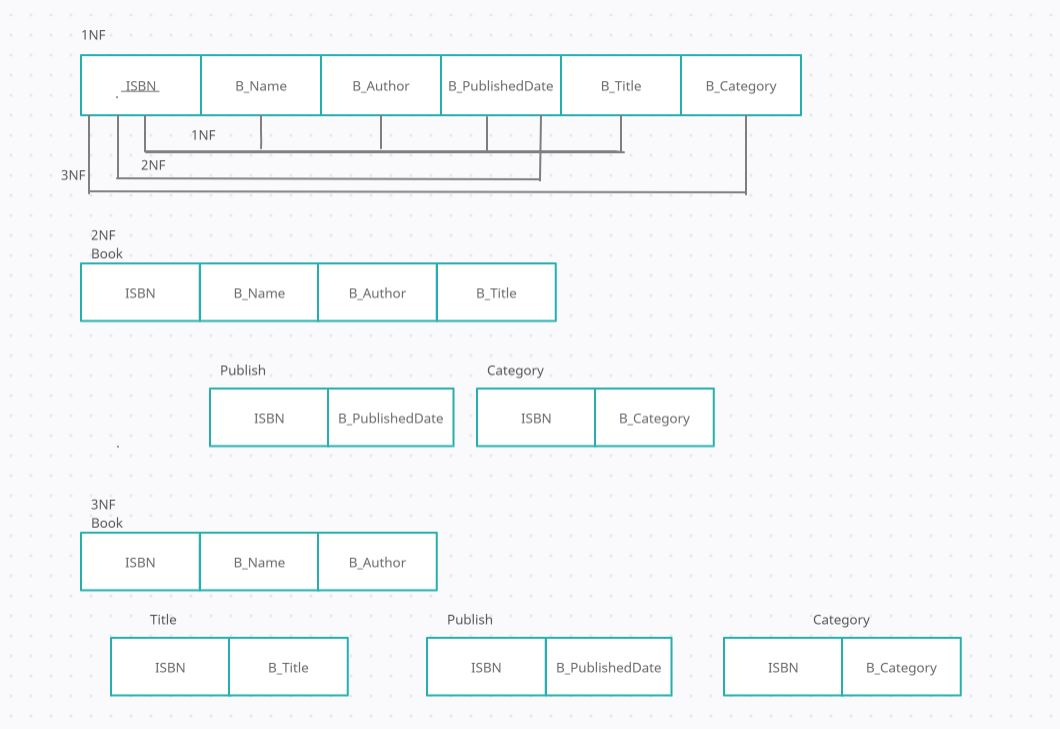 1NF
ISBN B_Name B_Author B_PublishedDate B_Title B_Category
1NF
2NF
3NF
2NF
Book
ISBN B_Name B_Author B_Title
Publish Category
ISBN B_PublishedDate ISBN B_Category
3NF
Book
ISBN B_Name B_Author
Title Publish Category
ISBN B_Title ISBN B_PublishedDate ISBN B_Category